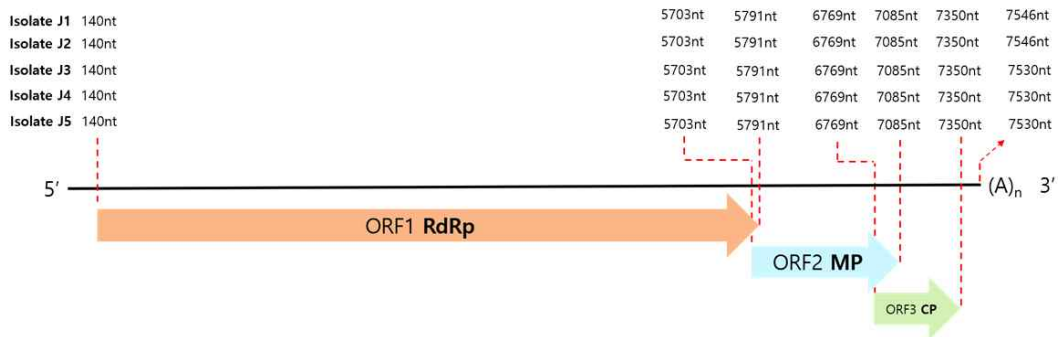 Isolate J1 140nt 5703nt 5791nt 6769nt 7085nt 7350nt 7546nt
Isolate J2 140nt 5703nt 5791nt 6769nt 7085nt 7350nt 7546nt
Isolate J3 140nt 5703nt 5791nt 6769nt 7085nt 7350nt 7530nt
Isolate J4 140nt 5703nt 5791nt 6769nt 7085nt 7350nt 7530nt
Isolate J5 140nt 5703nt 5791nt 6769nt 7085nt 7350nt 7530nt
5′ (A)n 3′
ORF1 RdRp
ORF2 MP
ORF3 CP